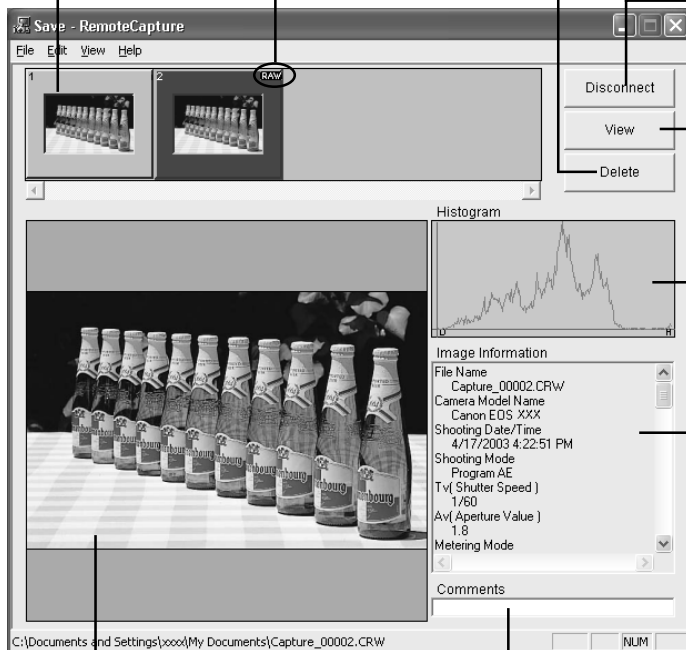 Save - RemoteCapture
File Edit View Help
1
2 RAW
Disconnect
View
Delete
Histogram
D H
Image Information
File Name
Capture_00002.CRW
Camera Model Name
Canon EOS XXX
Shooting Date/Time
4/17/2003 4:22:51 PM
Shooting Mode
Program AE
Tv( Shutter Speed )
1/60
Av( Aperture Value )
1.8
Metering Mode
Comments
C:\Documents and Settings\xxxx\My Documents\Capture_00002.CRW
NUM